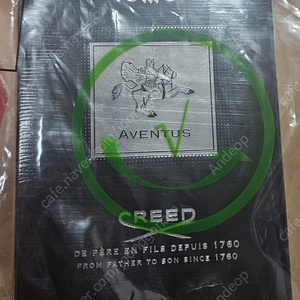 AVENTUS
CREED
DE PÈRE EN FILS DEPUIS 1760
FROM FATHER TO SON SINCE 1760